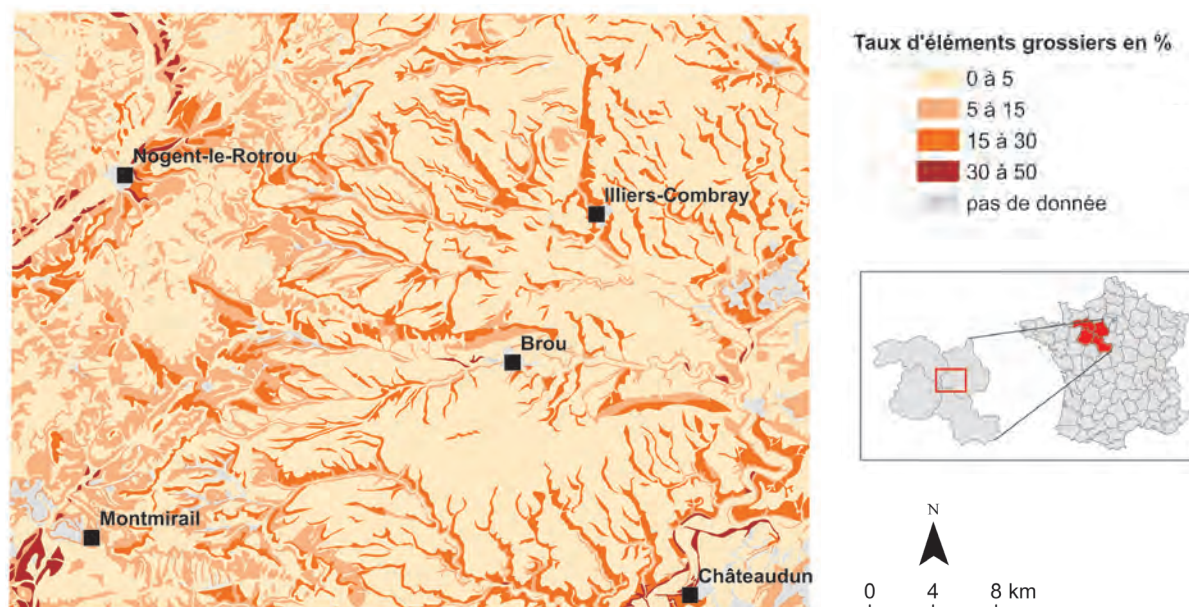 Nogent-le-Rotrou
Illiers-Combray
Brou
Montmirail
Châteaudun
Taux d'éléments grossiers en %
0 à 5
5 à 15
15 à 30
30 à 50
pas de donnée
N
0 4 8 km